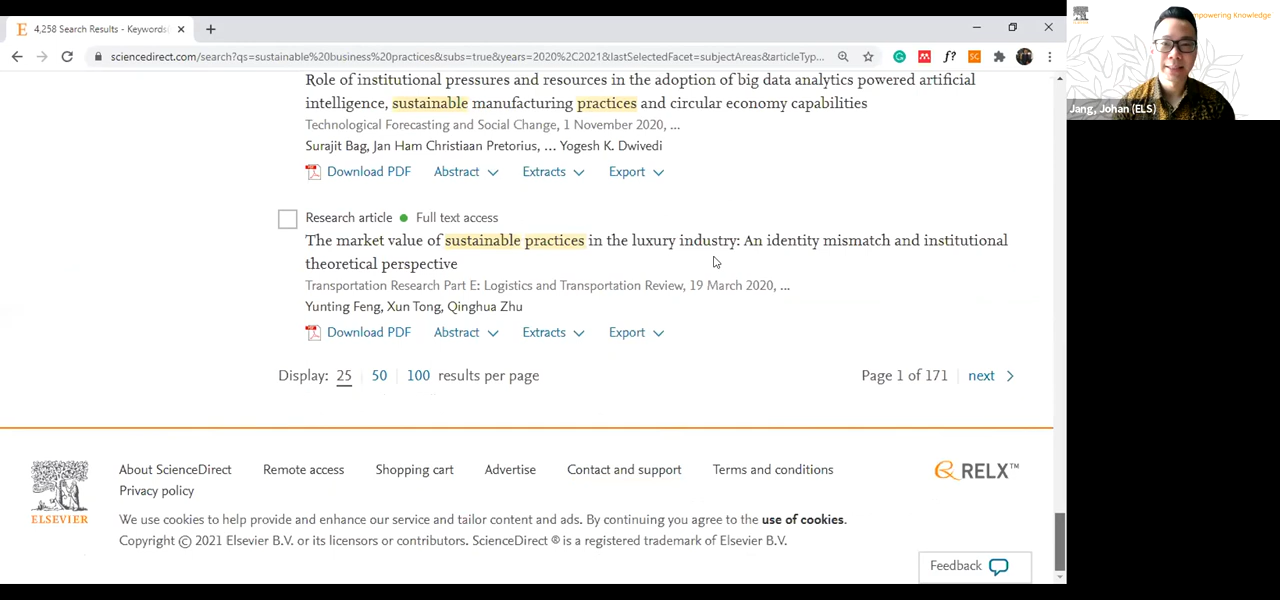 4,258 Search Results - Keywords
sciencedirect.com/search?qs=sustainable%20business%20practices&subs=true&years=2020%2C2021&lastSelectedFacet=subjectAreas&articleTyp...
Empowering Knowledge
Jang, Johan (ELS)
Role of institutional pressures and resources in the adoption of big data analytics powered artificial
intelligence, sustainable manufacturing practices and circular economy capabilities
Technological Forecasting and Social Change, 1 November 2020, ...
Surajit Bag, Jan Ham Christiaan Pretorius, ... Yogesh K. Dwivedi
Download PDF Abstract Extracts Export
Research article Full text access
The market value of sustainable practices in the luxury industry: An identity mismatch and institutional
theoretical perspective
Transportation Research Part E: Logistics and Transportation Review, 19 March 2020, ...
Yunting Feng, Xun Tong, Qinghua Zhu
Download PDF Abstract Extracts Export
Display: 25 50 100 results per page
Page 1 of 171 next
About ScienceDirect Remote access Shopping cart Advertise Contact and support Terms and conditions
Privacy policy
RELX™
ELSEVIER
We use cookies to help provide and enhance our service and tailor content and ads. By continuing you agree to the use of cookies.
Copyright © 2021 Elsevier B.V. or its licensors or contributors. ScienceDirect ® is a registered trademark of Elsevier B.V.
Feedback